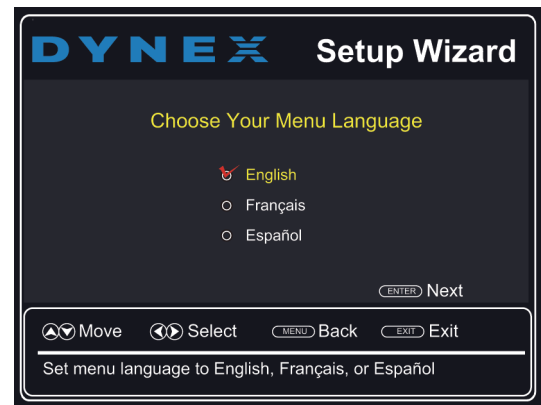 DYNEX Setup Wizard
Choose Your Menu Language
English
Français
Español
ENTER Next
Move Select MENU Back EXIT Exit
Set menu language to English, Français, or Español